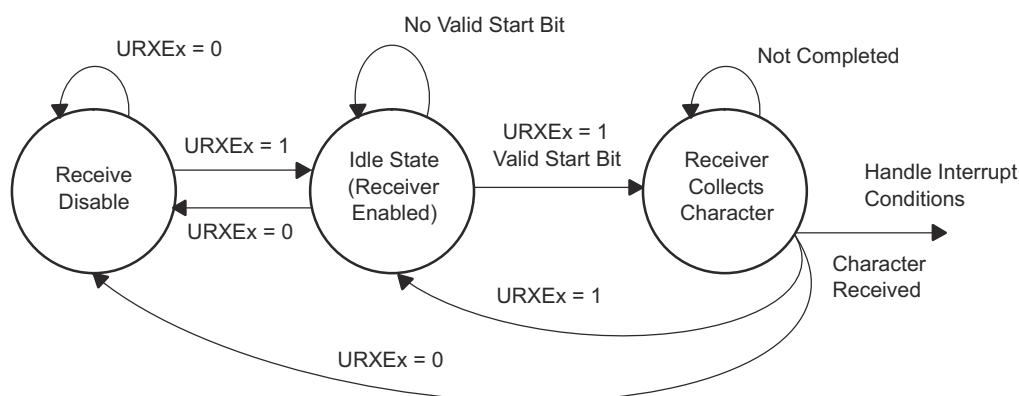 URXEx = 0
No Valid Start Bit
Not Completed
Receive
Disable
URXEx = 1
URXEx = 0
Idle State
(Receiver
Enabled)
URXEx = 1
Valid Start Bit
Receiver
Collects
Character
Handle Interrupt
Conditions
Character
Received
URXEx = 1
URXEx = 0